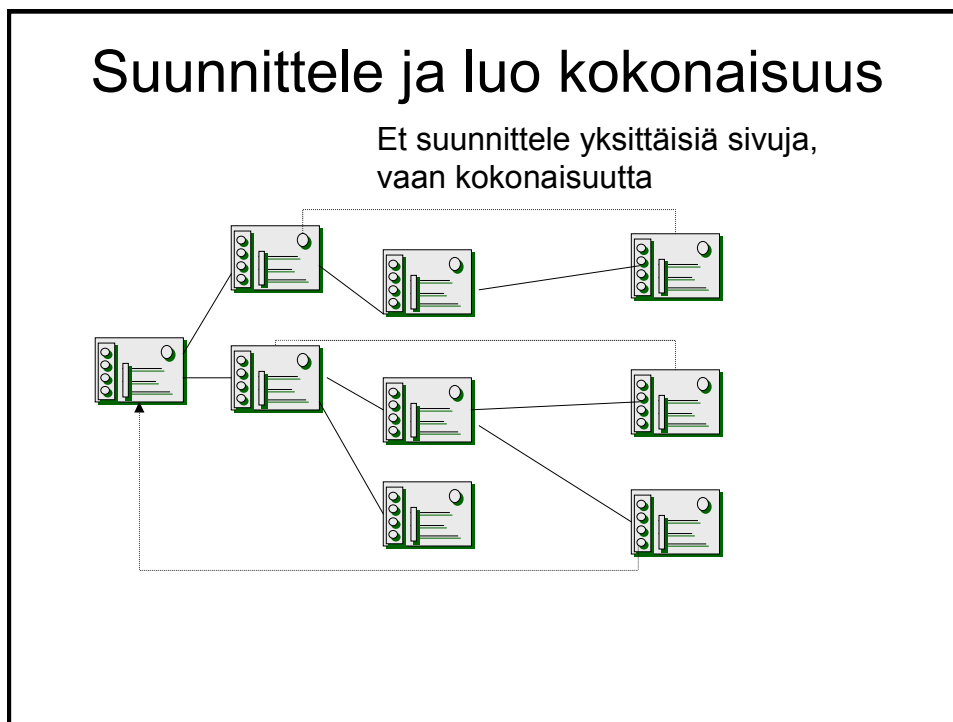 Suunnittele ja luo kokonaisuus
Et suunnittele yksittäisiä sivuja,
vaan kokonaisuutta